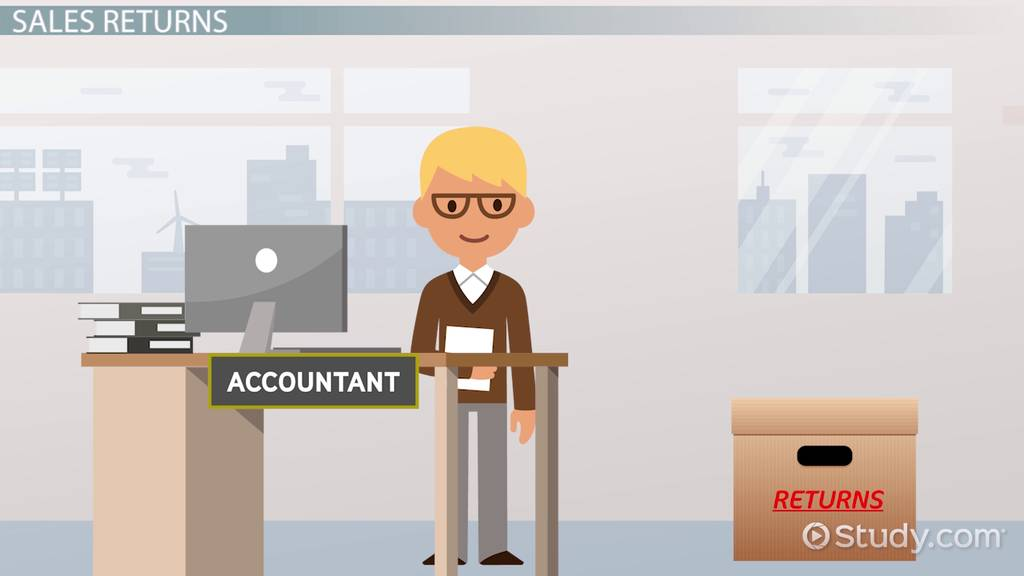 SALES RETURNS
ACCOUNTANT
RETURNS
Study.com